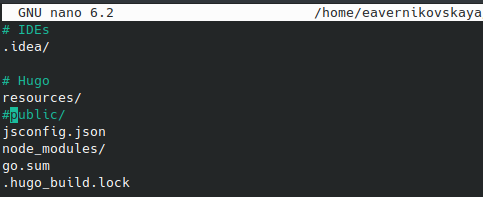 GNU nano 6.2 /home/eavernikovskaya
# IDEs
.idea/
# Hugo
resources/
#public/
jsconfig.json
node_modules/
go.sum
.hugo_build.lock